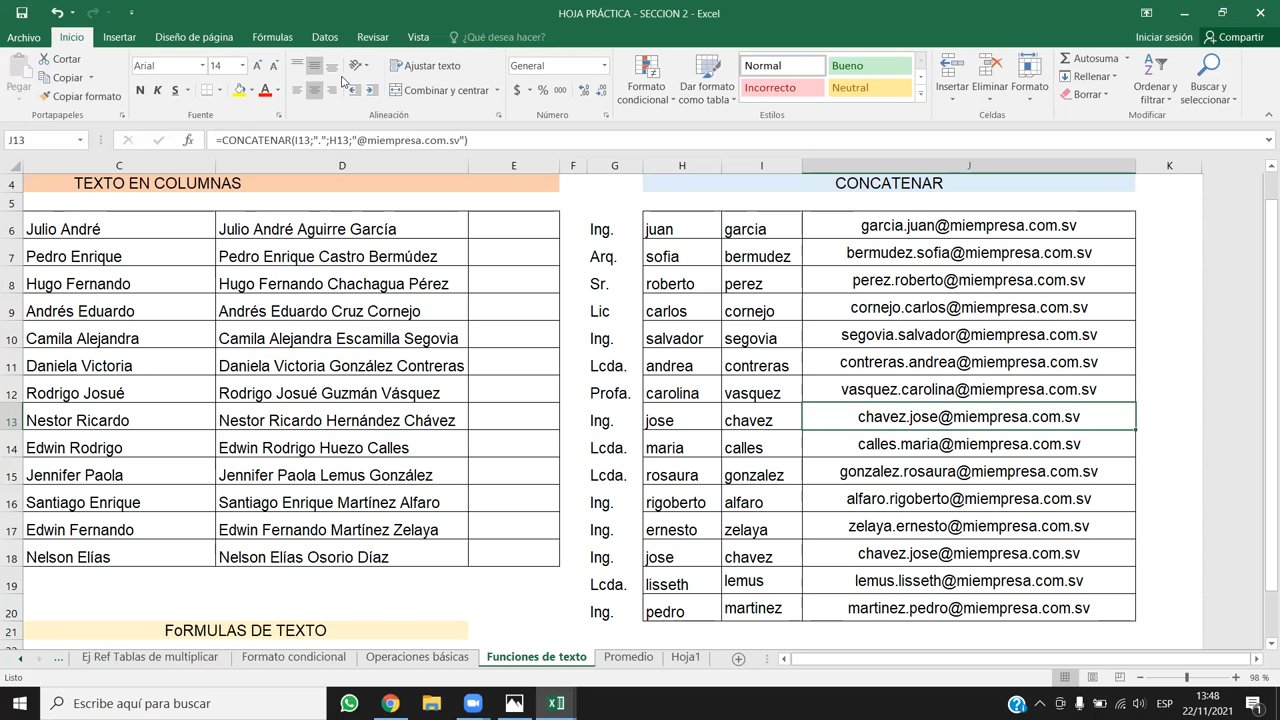 HOJA PRÁCTICA - SECCION 2 - Excel
Archivo Inicio Insertar Diseño de página Fórmulas Datos Revisar Vista ¿Qué desea hacer? Iniciar sesión Compartir
Pegar
Cortar
Copiar
Copiar formato
Portapapeles
Arial 14
N K S
Fuente
Ajustar texto
Combinar y centrar
Alineación
General
$ % 000
Número
Formato condicional
Dar formato como tabla
Normal Bueno
Incorrecto Neutral
Estilos
Insertar Eliminar Formato
Celdas
Autosuma
Rellenar
Borrar
Ordenar y filtrar
Buscar y seleccionar
Modificar
J13 fx =CONCATENAR(I13;".";H13;"@miempresa.com.sv")
C D E F G H I J K
4 TEXTO EN COLUMNAS CONCATENAR
5
6 Julio André Julio André Aguirre García Ing. juan garcia garcia.juan@miempresa.com.sv
7 Pedro Enrique Pedro Enrique Castro Bermúdez Arq. sofia bermudez bermudez.sofia@miempresa.com.sv
8 Hugo Fernando Hugo Fernando Chachagua Pérez Sr. roberto perez perez.roberto@miempresa.com.sv
9 Andrés Eduardo Andrés Eduardo Cruz Cornejo Lic carlos cornejo cornejo.carlos@miempresa.com.sv
10 Camila Alejandra Camila Alejandra Escamilla Segovia Ing. salvador segovia segovia.salvador@miempresa.com.sv
11 Daniela Victoria Daniela Victoria González Contreras Lcda. andrea contreras contreras.andrea@miempresa.com.sv
12 Rodrigo Josué Rodrigo Josué Guzmán Vásquez Profa. carolina vasquez vasquez.carolina@miempresa.com.sv
13 Nestor Ricardo Nestor Ricardo Hernández Chávez Ing. jose chavez chavez.jose@miempresa.com.sv
14 Edwin Rodrigo Edwin Rodrigo Huezo Calles Lcda. maria calles calles.maria@miempresa.com.sv
15 Jennifer Paola Jennifer Paola Lemus González Lcda. rosaura gonzalez gonzalez.rosaura@miempresa.com.sv
16 Santiago Enrique Santiago Enrique Martínez Alfaro Ing. rigoberto alfaro alfaro.rigoberto@miempresa.com.sv
17 Edwin Fernando Edwin Fernando Martínez Zelaya Ing. ernesto zelaya zelaya.ernesto@miempresa.com.sv
18 Nelson Elías Nelson Elías Osorio Díaz Ing. jose chavez chavez.jose@miempresa.com.sv
19 Lcda. lisseth lemus lemus.lisseth@miempresa.com.sv
20 Ing. pedro martinez martinez.pedro@miempresa.com.sv
21 FoRMULAS DE TEXTO
... Ej Ref Tablas de multiplicar Formato condicional Operaciones básicas Funciones de texto Promedio Hoja1
Listo 98 %
Escribe aquí para buscar
ESP
13:48
22/11/2021
1